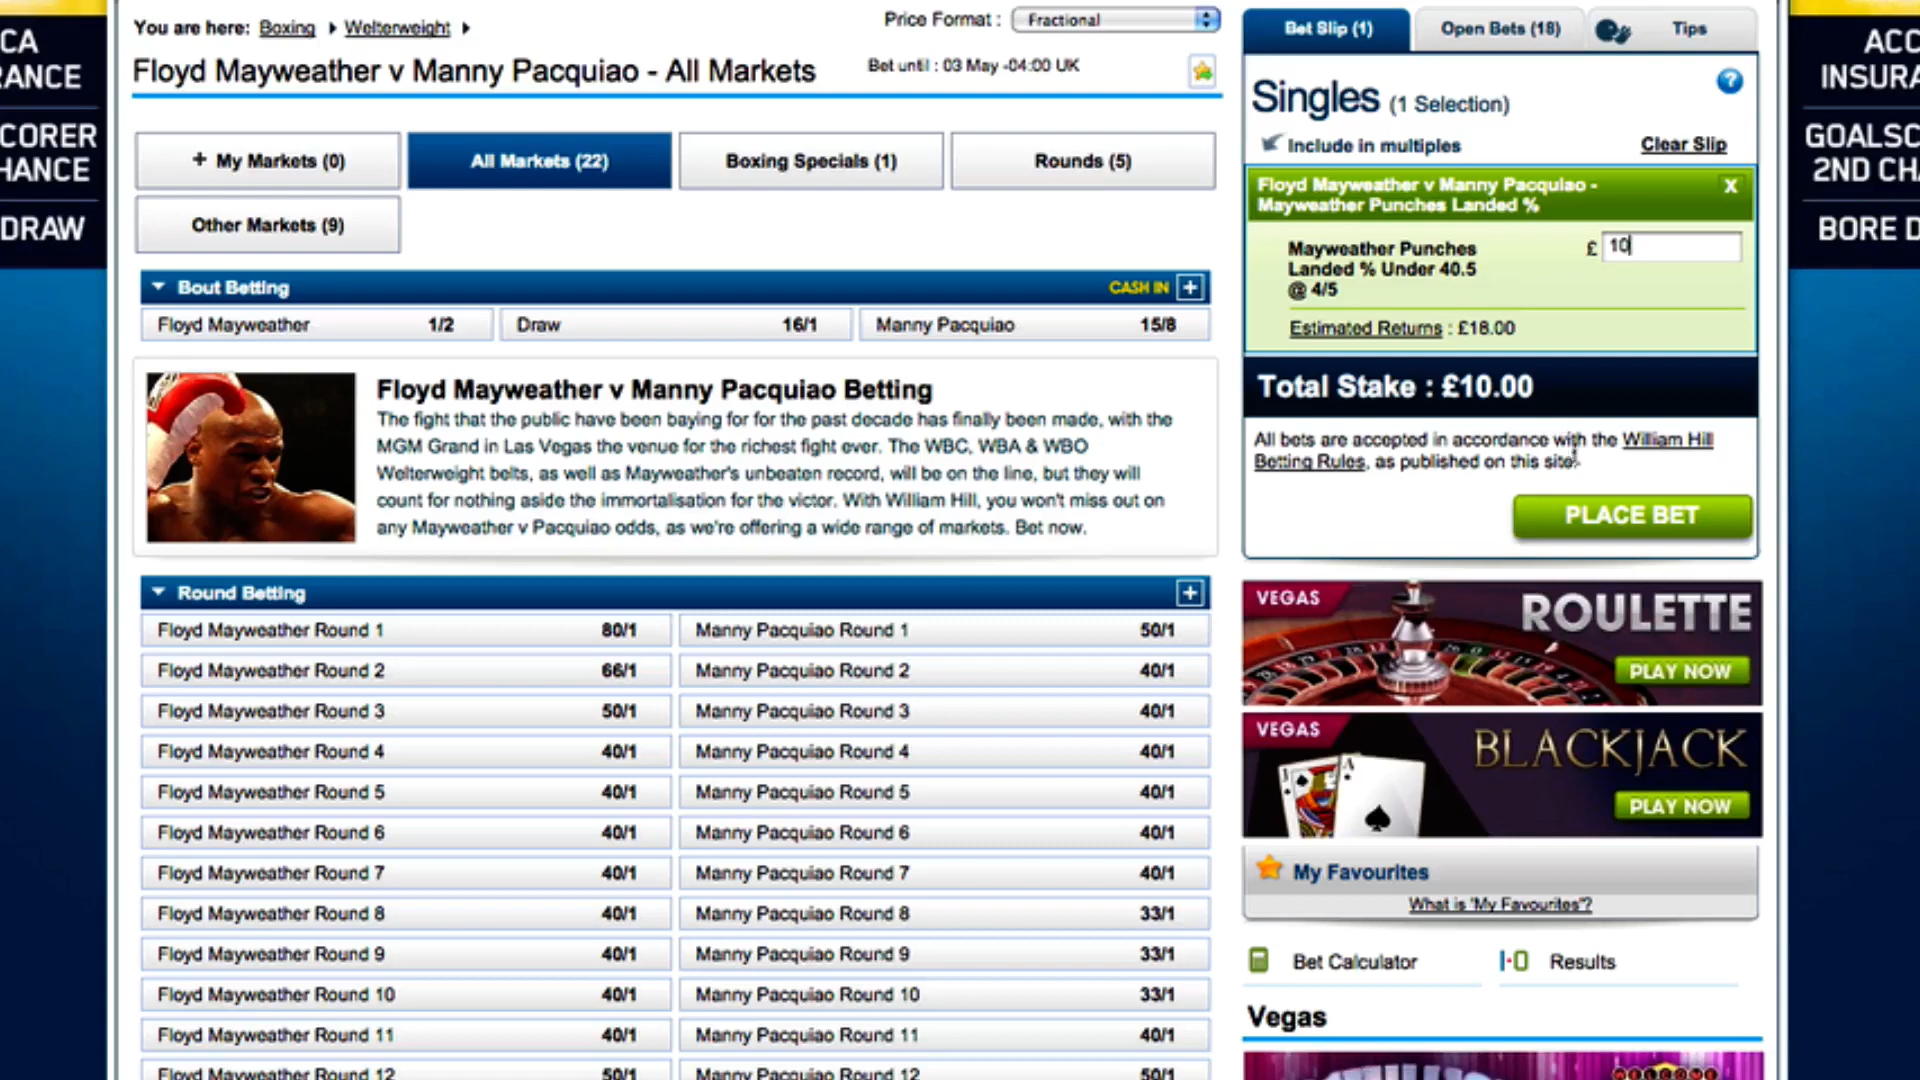 CA
RANCE
CORER
HANCE
DRAW
You are here: Boxing Welterweight
Price Format : Fractional
Floyd Mayweather v Manny Pacquiao - All Markets
Bet until : 03 May -04:00 UK
+ My Markets (0)
All Markets (22)
Boxing Specials (1)
Rounds (5)
Other Markets (9)
Bout Betting CASH IN +
Floyd Mayweather 1/2 Draw 16/1 Manny Pacquiao 15/8
Floyd Mayweather v Manny Pacquiao Betting
The fight that the public have been baying for for the past decade has finally been made, with the
MGM Grand in Las Vegas the venue for the richest fight ever. The WBC, WBA & WBO
Welterweight belts, as well as Mayweather's unbeaten record, will be on the line, but they will
count for nothing aside the immortalisation for the victor. With William Hill, you won't miss out on
any Mayweather v Pacquiao odds, as we're offering a wide range of markets. Bet now.
Round Betting +
Floyd Mayweather Round 1 80/1 Manny Pacquiao Round 1 50/1
Floyd Mayweather Round 2 66/1 Manny Pacquiao Round 2 40/1
Floyd Mayweather Round 3 50/1 Manny Pacquiao Round 3 40/1
Floyd Mayweather Round 4 40/1 Manny Pacquiao Round 4 40/1
Floyd Mayweather Round 5 40/1 Manny Pacquiao Round 5 40/1
Floyd Mayweather Round 6 40/1 Manny Pacquiao Round 6 40/1
Floyd Mayweather Round 7 40/1 Manny Pacquiao Round 7 40/1
Floyd Mayweather Round 8 40/1 Manny Pacquiao Round 8 33/1
Floyd Mayweather Round 9 40/1 Manny Pacquiao Round 9 33/1
Floyd Mayweather Round 10 40/1 Manny Pacquiao Round 10 33/1
Floyd Mayweather Round 11 40/1 Manny Pacquiao Round 11 40/1
Floyd Mayweather Round 12 50/1 Manny Pacquiao Round 12 50/1
Bet Slip (1)
Open Bets (18)
Tips
Singles (1 Selection) ?
Include in multiples Clear Slip
Floyd Mayweather v Manny Pacquiao - X
Mayweather Punches Landed %
Mayweather Punches £ 10
Landed % Under 40.5
@ 4/5
Estimated Returns : £18.00
Total Stake : £10.00
All bets are accepted in accordance with the William Hill
Betting Rules, as published on this site.
PLACE BET
VEGAS
ROULETTE
PLAY NOW
VEGAS
BLACKJACK
PLAY NOW
My Favourites
What is 'My Favourites'?
Bet Calculator
Results
Vegas
WELCOME
ACC
INSURA
GOALSC
2ND CHA
BORE D